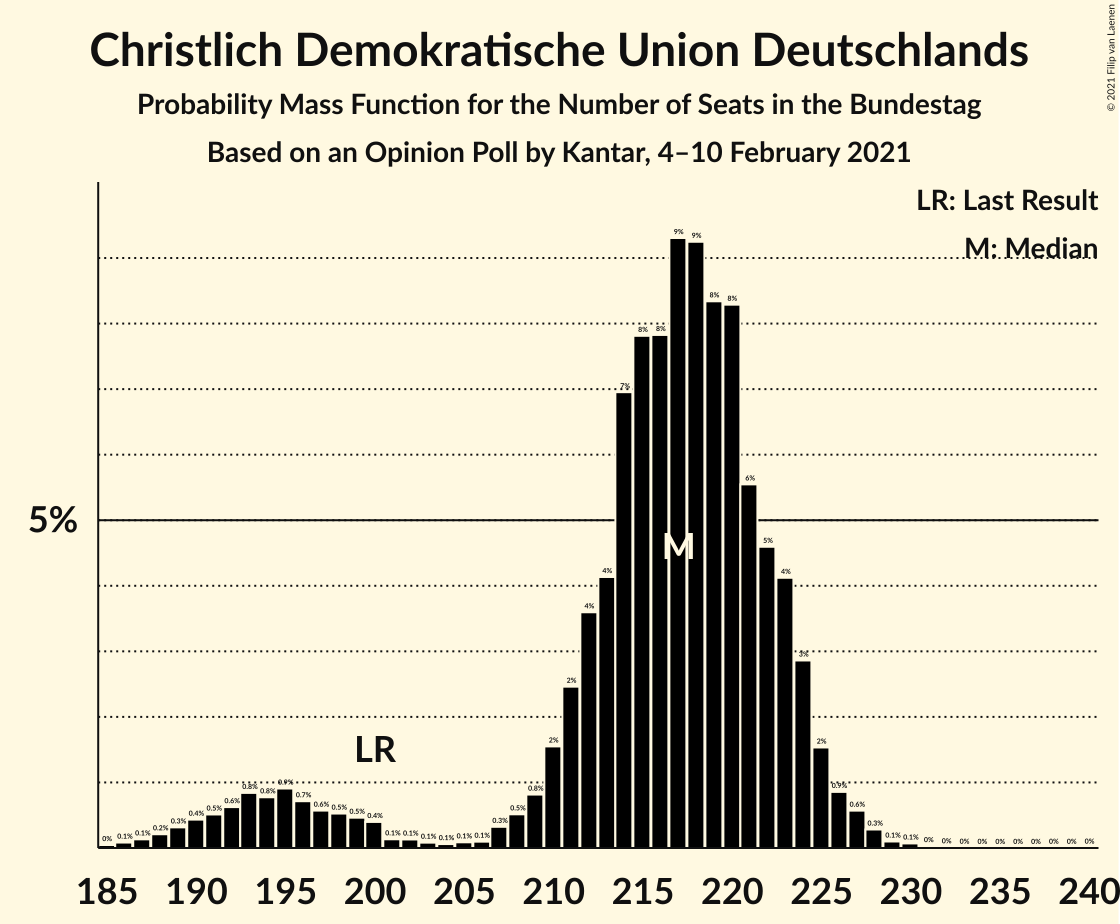 Christlich Demokratische Union Deutschlands
Probability Mass Function for the Number of Seats in the Bundestag
Based on an Opinion Poll by Kantar, 4–10 February 2021
© 2021 Filip van Laenen
LR: Last Result
M: Median
5%
LR
M
0% 0.1% 0.1% 0.2% 0.3% 0.4% 0.5% 0.6% 0.8% 0.8% 0.9% 0.7% 0.6% 0.5% 0.5% 0.4% 0.1% 0.1% 0.1% 0.1% 0.1% 0.1% 0.3% 0.5% 0.8% 2% 2% 4% 4% 7% 8% 8% 9% 9% 8% 8% 6% 5% 4% 3% 2% 0.9% 0.6% 0.3% 0.1% 0.1% 0% 0% 0% 0% 0% 0% 0% 0% 0% 0%
185 190 195 200 205 210 215 220 225 230 235 240